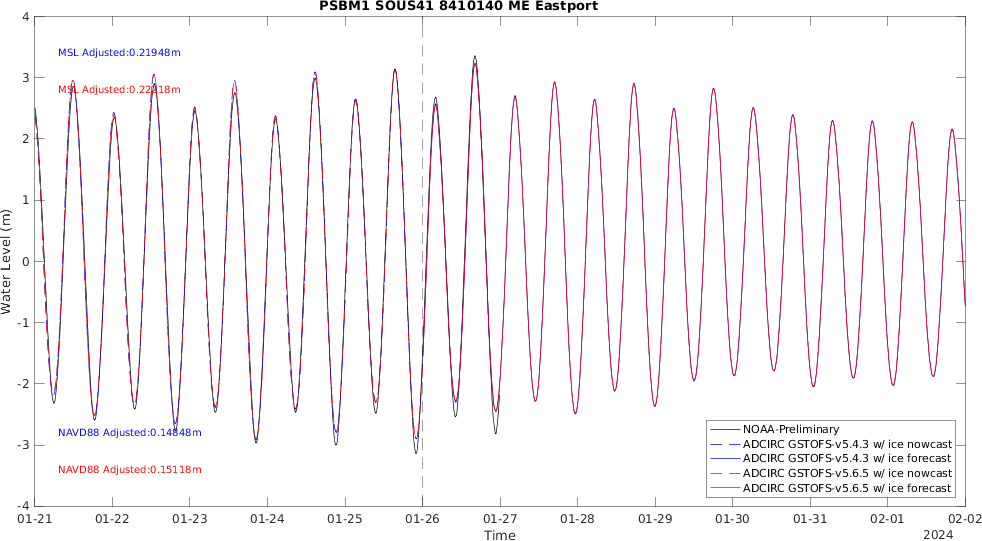 PSBM1 SOUS41 8410140 ME Eastport
4
3
2
1
0
-1
-2
-3
-4
Water Level (m)
MSL Adjusted:0.21948m
MSL Adjusted:0.22218m
NAVD88 Adjusted:0.14848m
NAVD88 Adjusted:0.15118m
NOAA-Preliminary
ADCIRC GSTOFS-v5.4.3 w/ ice nowcast
ADCIRC GSTOFS-v5.4.3 w/ ice forecast
ADCIRC GSTOFS-v5.6.5 w/ ice nowcast
ADCIRC GSTOFS-v5.6.5 w/ ice forecast
01-21 01-22 01-23 01-24 01-25 01-26 01-27 01-28 01-29 01-30 01-31 02-01 02-02
Time
2024